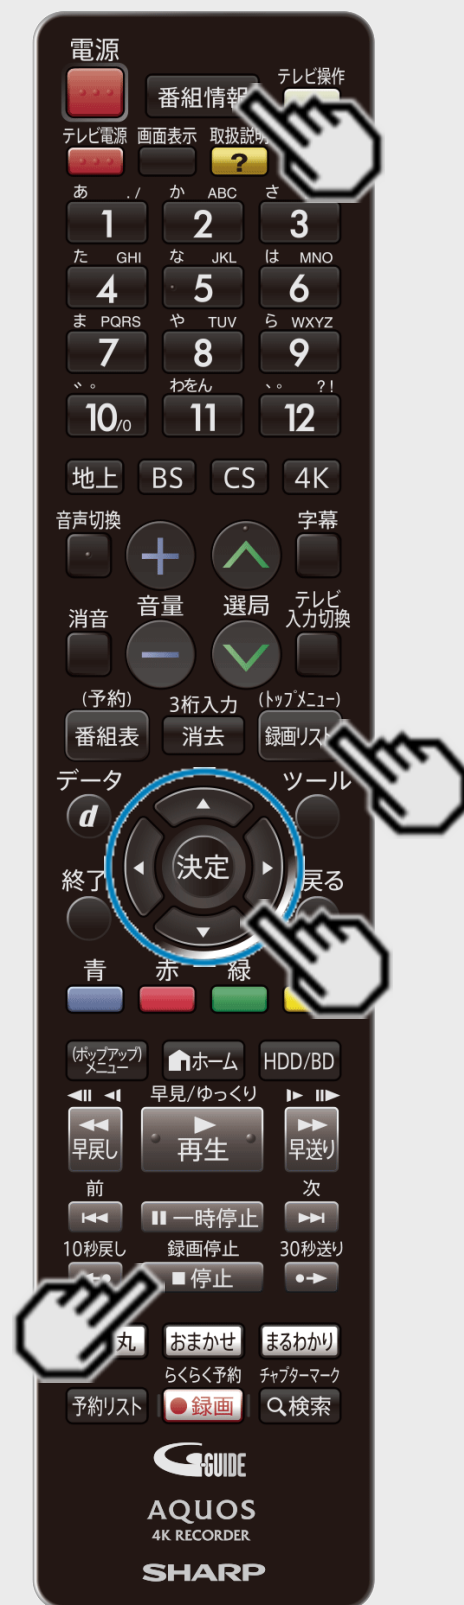 電源
番組情報
テレビ操作
テレビ電源 画面表示 取扱説明
?
あ ./ か ABC さ
1 2 3
た GHI な JKL は MNO
4 5 6
ま PQRS や TUV ら WXYZ
7 8 9
゛゜ わをん 、。 ?!
10/0 11 12
地上 BS CS 4K
音声切換 字幕
+
音量 選局
消音
テレビ
入力切換
−
(予約) 3桁入力 (トップメニュー)
番組表 消去 録画リスト
データ ツール
d
決定
終了 戻る
青 赤 緑
(ポップアップ)
メニュー
ホーム HDD/BD
早見/ゆっくり
早戻し 再生 早送り
前 次
一時停止
10秒戻し 録画停止 30秒送り
停止
丸 おまかせ まるわかり
らくらく予約 チャプターマーク
予約リスト 録画 検索
G-GUIDE
AQUOS
4K RECORDER
SHARP